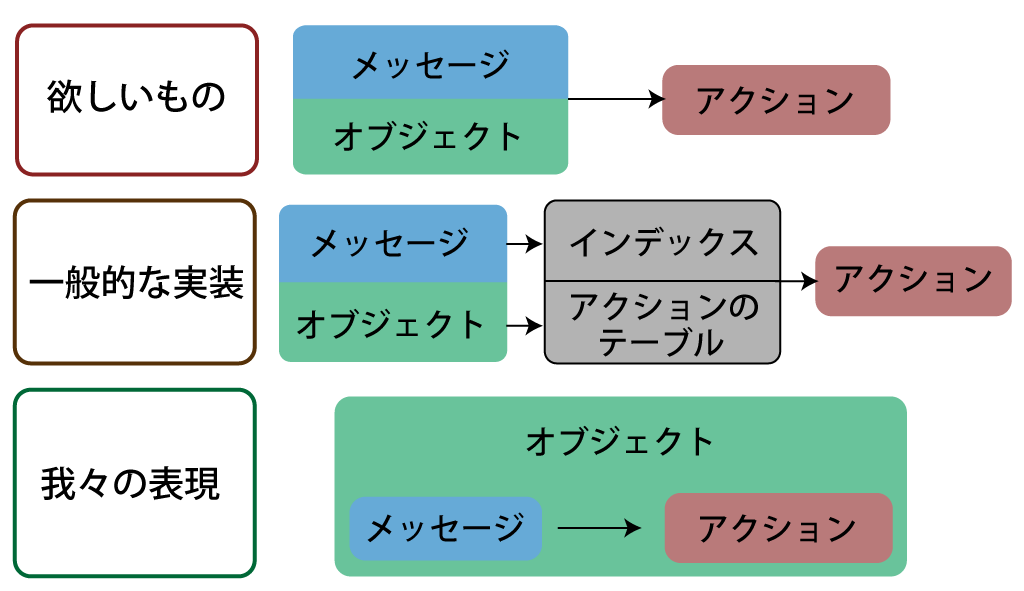 欲しいもの
メッセージ
オブジェクト
アクション
一般的な実装
メッセージ
オブジェクト
インデックス
アクションの
テーブル
アクション
我々の表現
オブジェクト
メッセージ
アクション